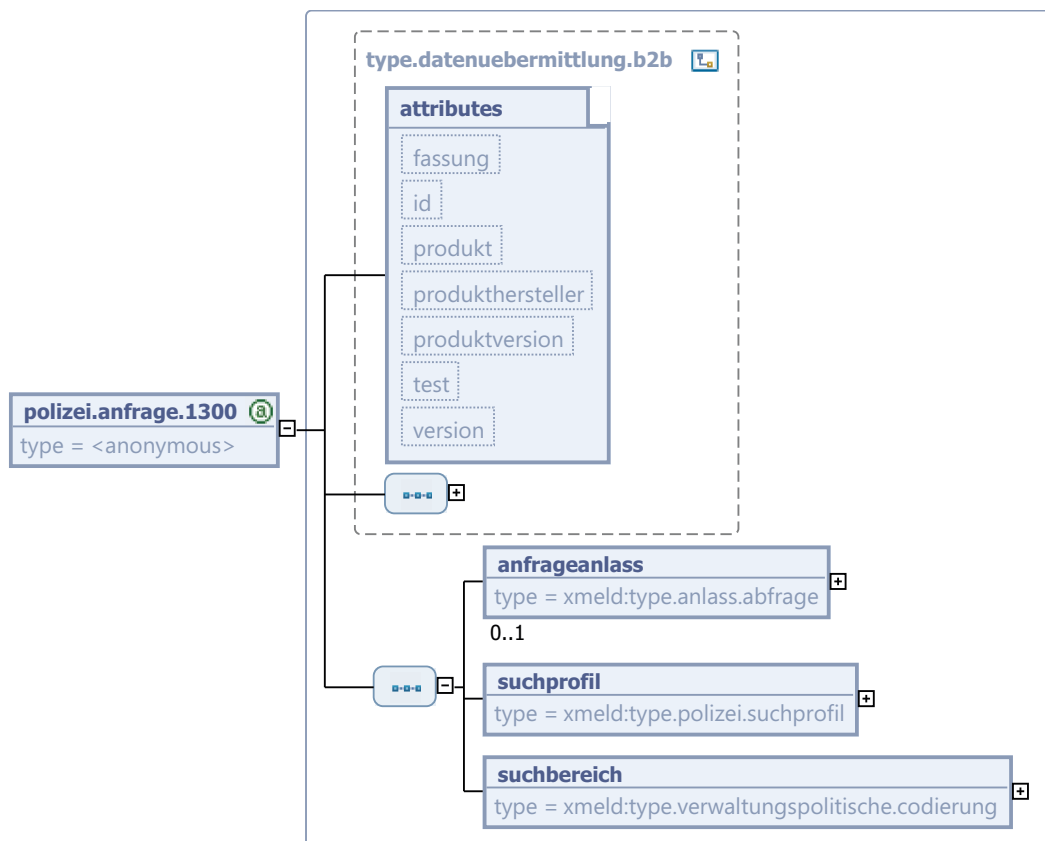 type.datenuebermittlung.b2b
attributes
fassung
id
produkt
produkthersteller
produktversion
test
version
polizei.anfrage.1300
type = <anonymous>
anfrageanlass
type = xmeld:type.anlass.abfrage
0..1
suchprofil
type = xmeld:type.polizei.suchprofil
suchbereich
type = xmeld:type.verwaltungspolitische.codierung